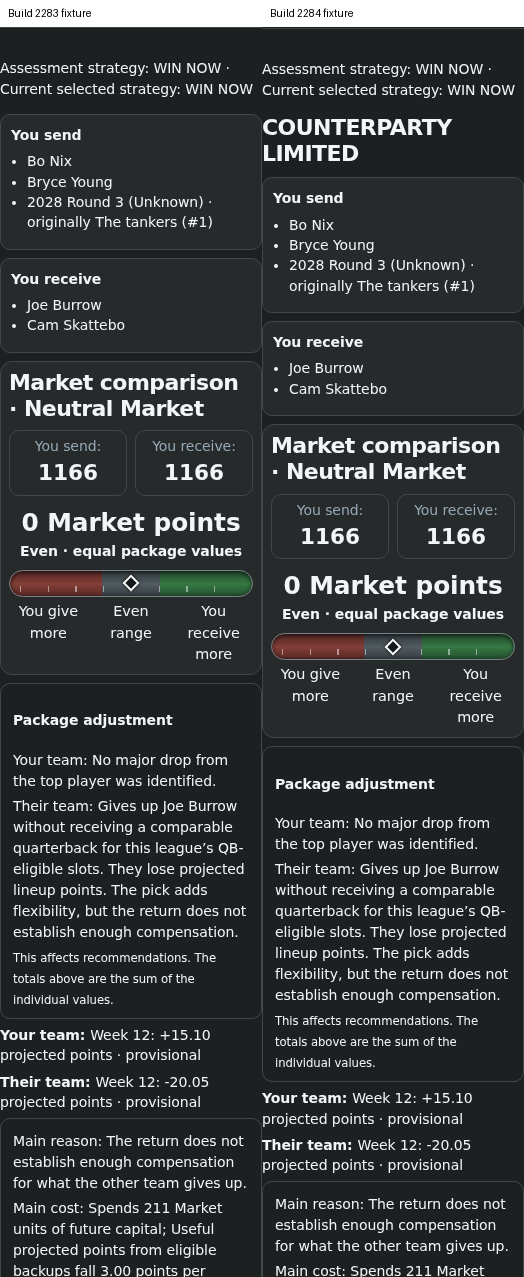 Build 2283 fixture
Assessment strategy: WIN NOW ·
Current selected strategy: WIN NOW
You send
• Bo Nix
• Bryce Young
• 2028 Round 3 (Unknown) ·
originally The tankers (#1)
You receive
• Joe Burrow
• Cam Skattebo
Market comparison
· Neutral Market
You send:
1166
You receive:
1166
0 Market points
Even · equal package values
You give
more
Even
range
You
receive
more
Package adjustment
Your team: No major drop from
the top player was identified.
Their team: Gives up Joe Burrow
without receiving a comparable
quarterback for this league’s QB-
eligible slots. They lose projected
lineup points. The pick adds
flexibility, but the return does not
establish enough compensation.
This affects recommendations. The
totals above are the sum of the
individual values.
Your team: Week 12: +15.10
projected points · provisional
Their team: Week 12: -20.05
projected points · provisional
Main reason: The return does not
establish enough compensation
for what the other team gives up.
Main cost: Spends 211 Market
units of future capital; Useful
projected points from eligible
backups fall 3.00 points per
Build 2284 fixture
Assessment strategy: WIN NOW ·
Current selected strategy: WIN NOW
COUNTERPARTY
LIMITED
You send
• Bo Nix
• Bryce Young
• 2028 Round 3 (Unknown) ·
originally The tankers (#1)
You receive
• Joe Burrow
• Cam Skattebo
Market comparison
· Neutral Market
You send:
1166
You receive:
1166
0 Market points
Even · equal package values
You give
more
Even
range
You
receive
more
Package adjustment
Your team: No major drop from
the top player was identified.
Their team: Gives up Joe Burrow
without receiving a comparable
quarterback for this league’s QB-
eligible slots. They lose projected
lineup points. The pick adds
flexibility, but the return does not
establish enough compensation.
This affects recommendations. The
totals above are the sum of the
individual values.
Your team: Week 12: +15.10
projected points · provisional
Their team: Week 12: -20.05
projected points · provisional
Main reason: The return does not
establish enough compensation
for what the other team gives up.
Main cost: Spends 211 Market